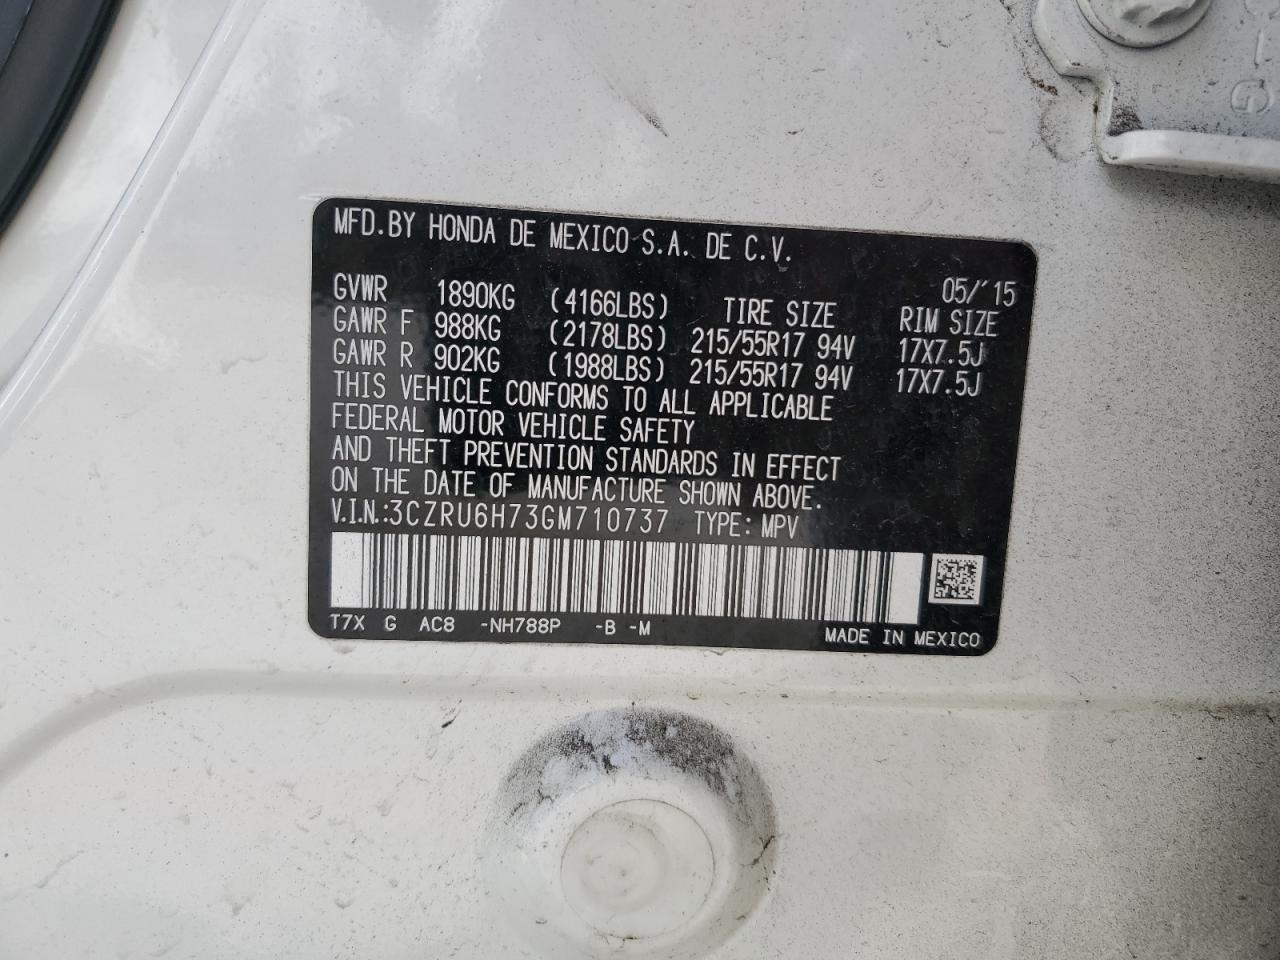 MFD.BY HONDA DE MEXICO S.A. DE C.V.
05/'15
GVWR 1890KG (4166LBS) TIRE SIZE RIM SIZE
GAWR F 988KG (2178LBS) 215/55R17 94V 17X7.5J
GAWR R 902KG (1988LBS) 215/55R17 94V 17X7.5J
THIS VEHICLE CONFORMS TO ALL APPLICABLE
FEDERAL MOTOR VEHICLE SAFETY
AND THEFT PREVENTION STANDARDS IN EFFECT
ON THE DATE OF MANUFACTURE SHOWN ABOVE.
V.I.N.:3CZRU6H73GM710737 TYPE: MPV
T7X G AC8 -NH788P -B -M
MADE IN MEXICO